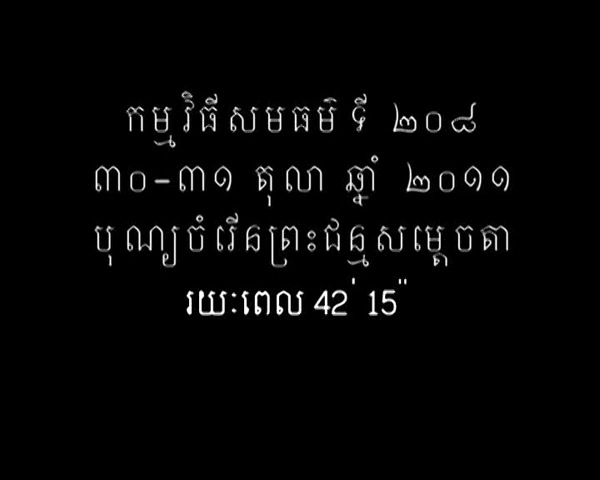 កម្មវិធីសមធម៌ ទី ២០៨
៣០-៣១ តុលា ឆ្នាំ ២០១១
បុណ្យចំរើនព្រះជន្មសម្តេចតា
រយៈពេល 42' 15"